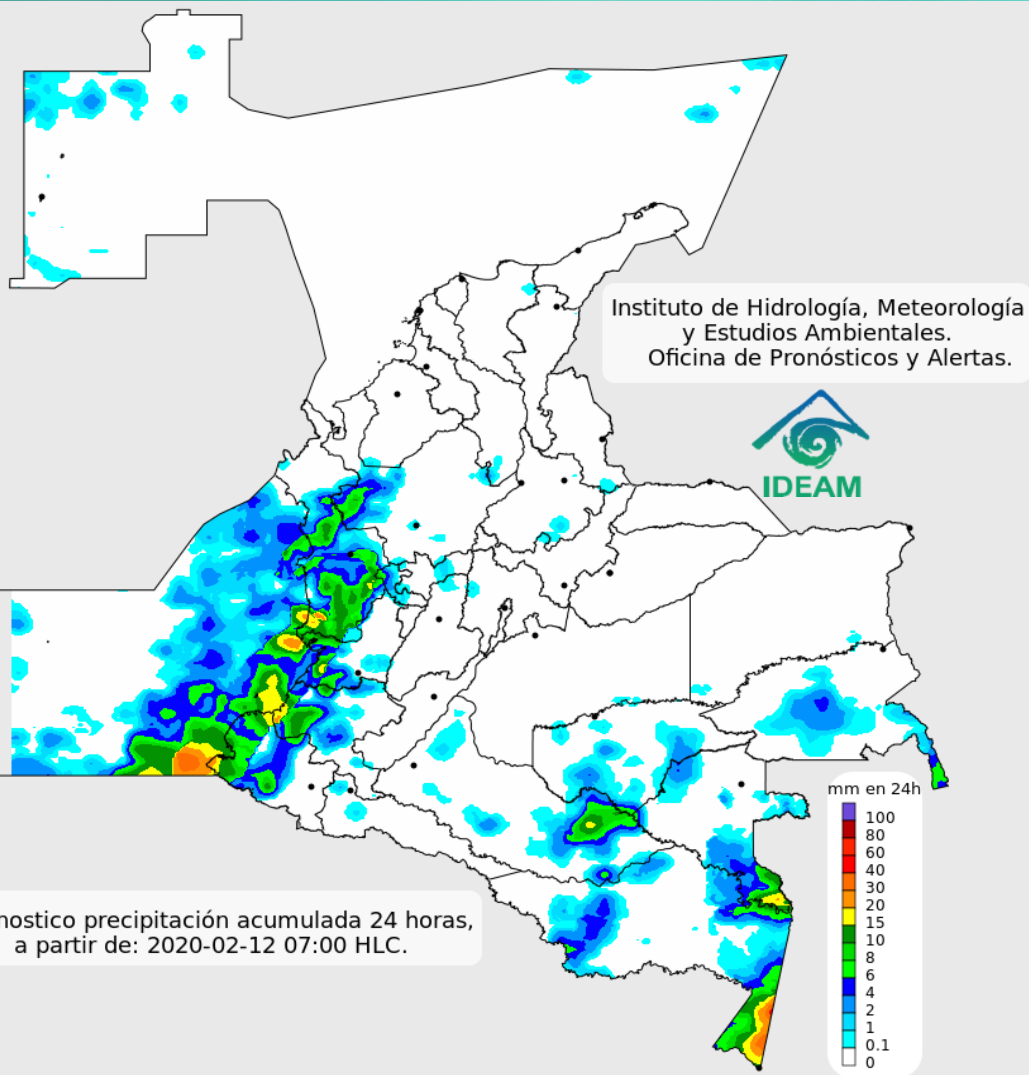 Instituto de Hidrología, Meteorología
y Estudios Ambientales.
Oficina de Pronósticos y Alertas.
IDEAM
mm en 24h
100
80
60
40
30
20
15
10
8
6
4
2
1
0.1
0
nostico precipitación acumulada 24 horas,
a partir de: 2020-02-12 07:00 HLC.